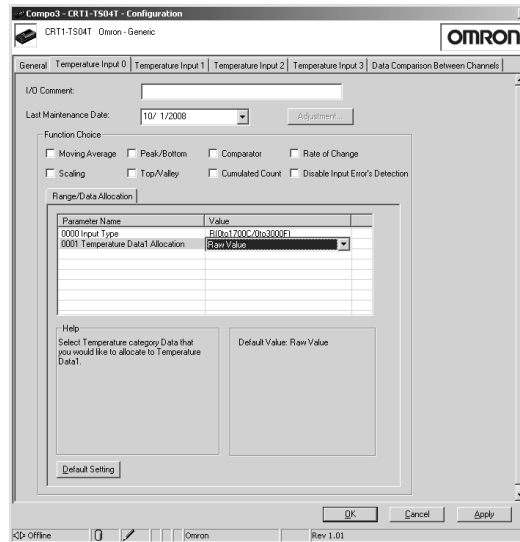 Compo3 - CRT1-TS04T - Configuration
CRT1-TS04T Omron - Generic
OMRON
General Temperature Input 0 Temperature Input 1 Temperature Input 2 Temperature Input 3 Data Comparison Between Channels
I/O Comment:
Last Maintenance Date: 10/ 1/2008 Adjustment...
Function Choice
Moving Average Peak/Bottom Comparator Rate of Change
Scaling Top/Valley Cumulated Count Disable Input Error's Detection
Range/Data Allocation
Parameter Name Value
0000 Input Type R(0to1700C/0to3000F)
0001 Temperature Data1 Allocation Raw Value
Help
Select Temperature category Data that Default Value: Raw Value
you would like to allocate to Temperature
Data1.
Default Setting
OK Cancel Apply
Offline Omron Rev 1.01